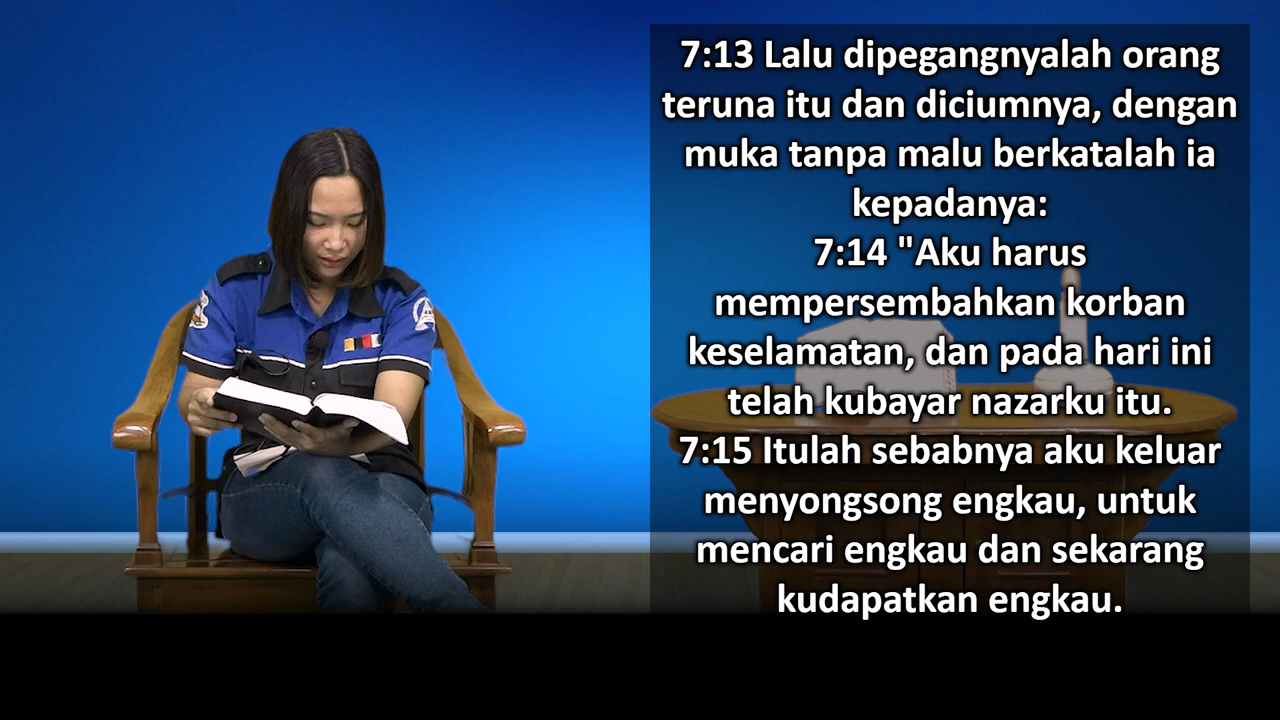 7:13 Lalu dipegangnyalah orang
teruna itu dan diciumnya, dengan
muka tanpa malu berkatalah ia
kepadanya:
7:14 "Aku harus
mempersembahkan korban
keselamatan, dan pada hari ini
telah kubayar nazarku itu.
7:15 Itulah sebabnya aku keluar
menyongsong engkau, untuk
mencari engkau dan sekarang
kudapatkan engkau.